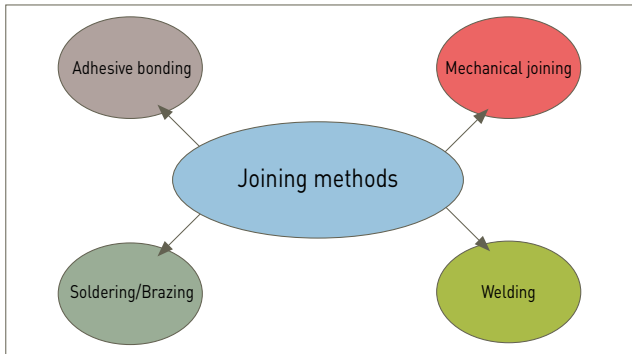 Adhesive bonding
Mechanical joining
Joining methods
Soldering/Brazing
Welding